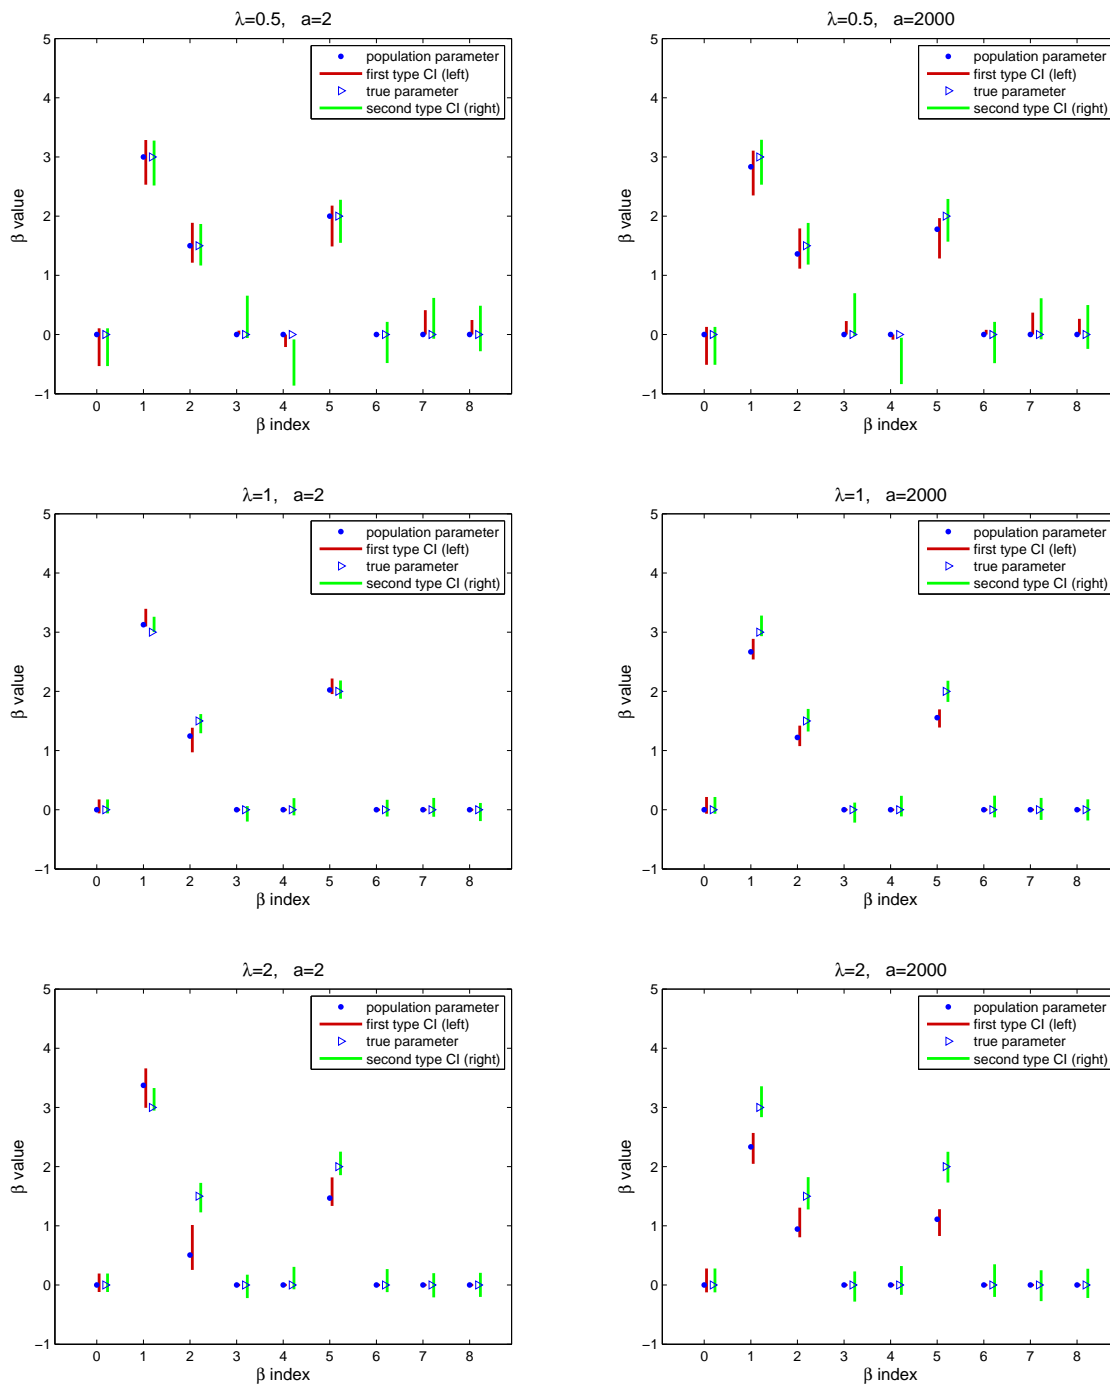 λ=0.5, a=2
5
4
3
2
1
0
−1
β value
population parameter
first type CI (left)
true parameter
second type CI (right)
0 1 2 3 4 5 6 7 8
β index
λ=0.5, a=2000
5
4
3
2
1
0
−1
β value
population parameter
first type CI (left)
true parameter
second type CI (right)
0 1 2 3 4 5 6 7 8
β index
λ=1, a=2
5
4
3
2
1
0
−1
β value
population parameter
first type CI (left)
true parameter
second type CI (right)
0 1 2 3 4 5 6 7 8
β index
λ=1, a=2000
5
4
3
2
1
0
−1
β value
population parameter
first type CI (left)
true parameter
second type CI (right)
0 1 2 3 4 5 6 7 8
β index
λ=2, a=2
5
4
3
2
1
0
−1
β value
population parameter
first type CI (left)
true parameter
second type CI (right)
0 1 2 3 4 5 6 7 8
β index
λ=2, a=2000
5
4
3
2
1
0
−1
β value
population parameter
first type CI (left)
true parameter
second type CI (right)
0 1 2 3 4 5 6 7 8
β index